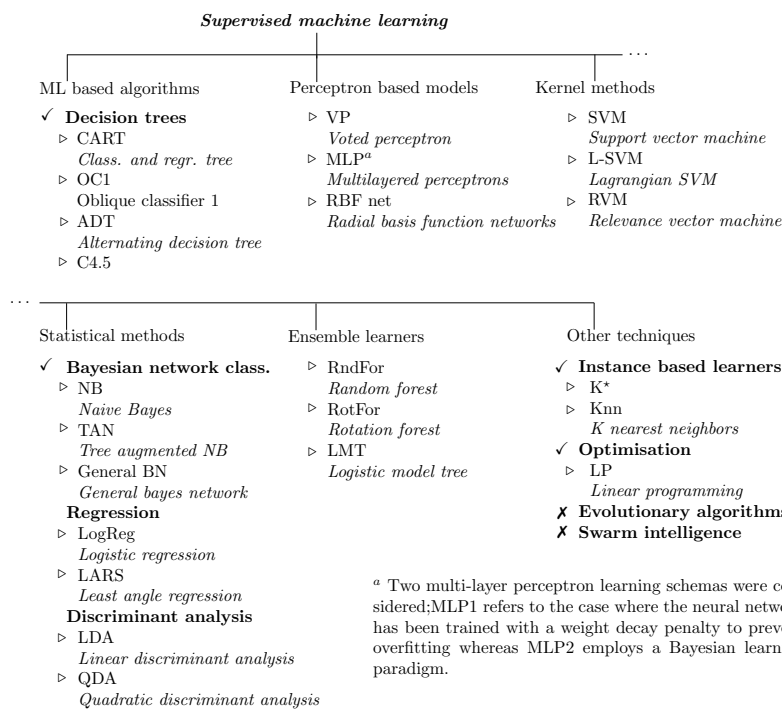 Supervised machine learning
...
ML based algorithms
✓ Decision trees
▷ CART
Class. and regr. tree
▷ OC1
Oblique classifier 1
▷ ADT
Alternating decision tree
▷ C4.5
Perceptron based models
▷ VP
Voted perceptron
▷ MLPᵃ
Multilayered perceptrons
▷ RBF net
Radial basis function networks
Kernel methods
▷ SVM
Support vector machine
▷ L-SVM
Lagrangian SVM
▷ RVM
Relevance vector machine
...
Statistical methods
✓ Bayesian network class.
▷ NB
Naive Bayes
▷ TAN
Tree augmented NB
▷ General BN
General bayes network
Regression
▷ LogReg
Logistic regression
▷ LARS
Least angle regression
Discriminant analysis
▷ LDA
Linear discriminant analysis
▷ QDA
Quadratic discriminant analysis
Ensemble learners
▷ RndFor
Random forest
▷ RotFor
Rotation forest
▷ LMT
Logistic model tree
Other techniques
✓ Instance based learners
▷ K⋆
▷ Knn
K nearest neighbors
✓ Optimisation
▷ LP
Linear programming
✗ Evolutionary algorithms
✗ Swarm intelligence
ᵃ Two multi-layer perceptron learning schemas were co
sidered;MLP1 refers to the case where the neural netwo
has been trained with a weight decay penalty to preve
overfitting whereas MLP2 employs a Bayesian learn
paradigm.